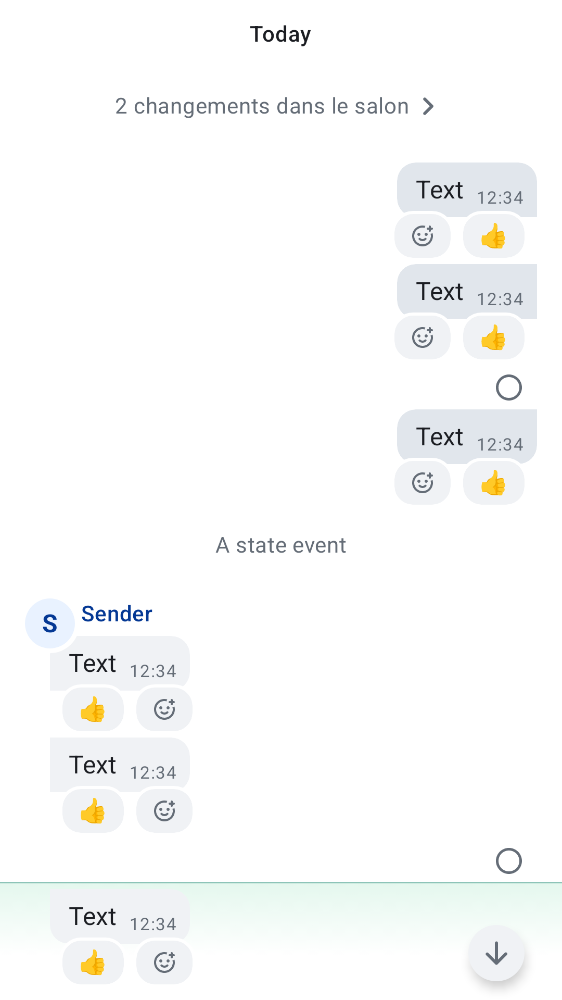 Today
2 changements dans le salon
Text 12:34
👍
Text 12:34
👍
Text 12:34
👍
A state event
S Sender
Text 12:34
👍
Text 12:34
👍
Text 12:34
👍